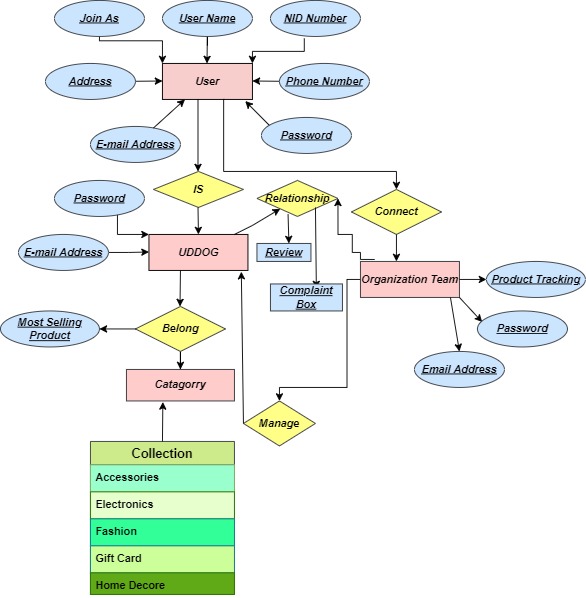 Join As
User Name
NID Number
Address
User
Phone Number
E-mail Address
Password
IS
Password
Relationship
Connect
E-mail Address
UDDOG
Review
Organization Team
Product Tracking
Complaint
Box
Most Selling
Product
Belong
Password
Email Address
Catagorry
Manage
Collection
Accessories
Electronics
Fashion
Gift Card
Home Decore